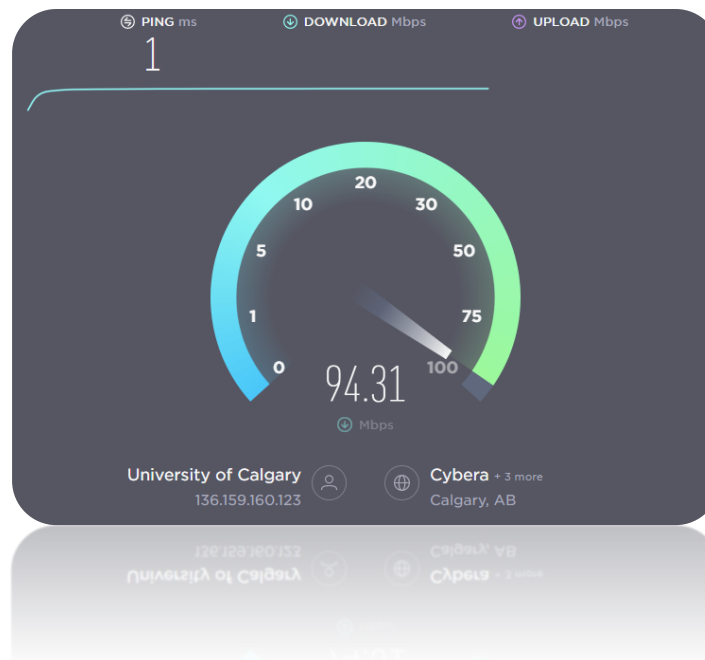 PING ms
DOWNLOAD Mbps
UPLOAD Mbps
1
20
10
30
5
50
1
75
0
100
94.31
Mbps
University of Calgary
136.159.160.123
Cybera + 3 more
Calgary, AB